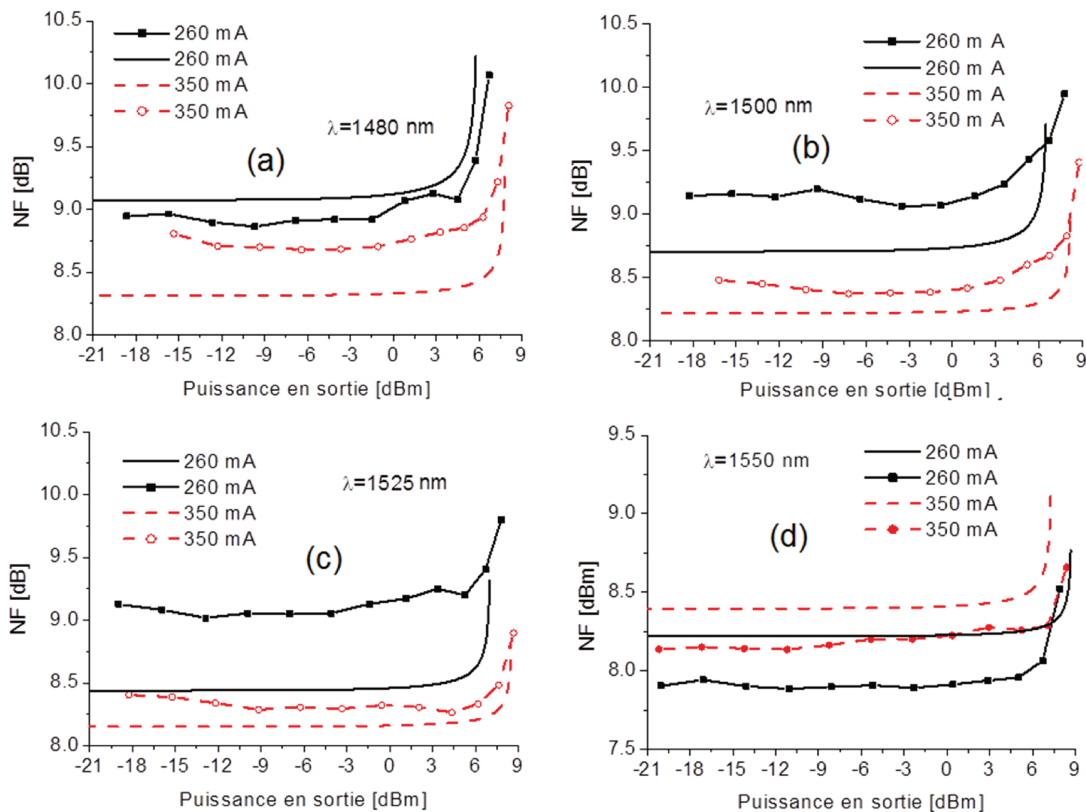 10.5
10.0
9.5
9.0
8.5
8.0
NF [dB]
260 mA
260 mA
350 mA
350 mA
λ=1480 nm
(a)
-21 -18 -15 -12 -9 -6 -3 0 3 6 9
Puissance en sortie [dBm]
10.5
10.0
9.5
9.0
8.5
8.0
NF [dB]
260 m A
260 m A
350 m A
350 m A
λ=1500 nm
(b)
-21 -18 -15 -12 -9 -6 -3 0 3 6 9
Puissance en sortie [dBm]
10.5
10.0
9.5
9.0
8.5
8.0
NF [dB]
260 mA
260 mA
350 mA
350 mA
λ=1525 nm
(c)
-21 -18 -15 -12 -9 -6 -3 0 3 6 9
Puissance en sortie [dBm]
9.5
9.0
8.5
8.0
7.5
NF [dBm]
λ=1550 nm
260 mA
260 mA
350 mA
350 mA
(d)
-21 -18 -15 -12 -9 -6 -3 0 3 6 9
Puissance en sortie [dBm]